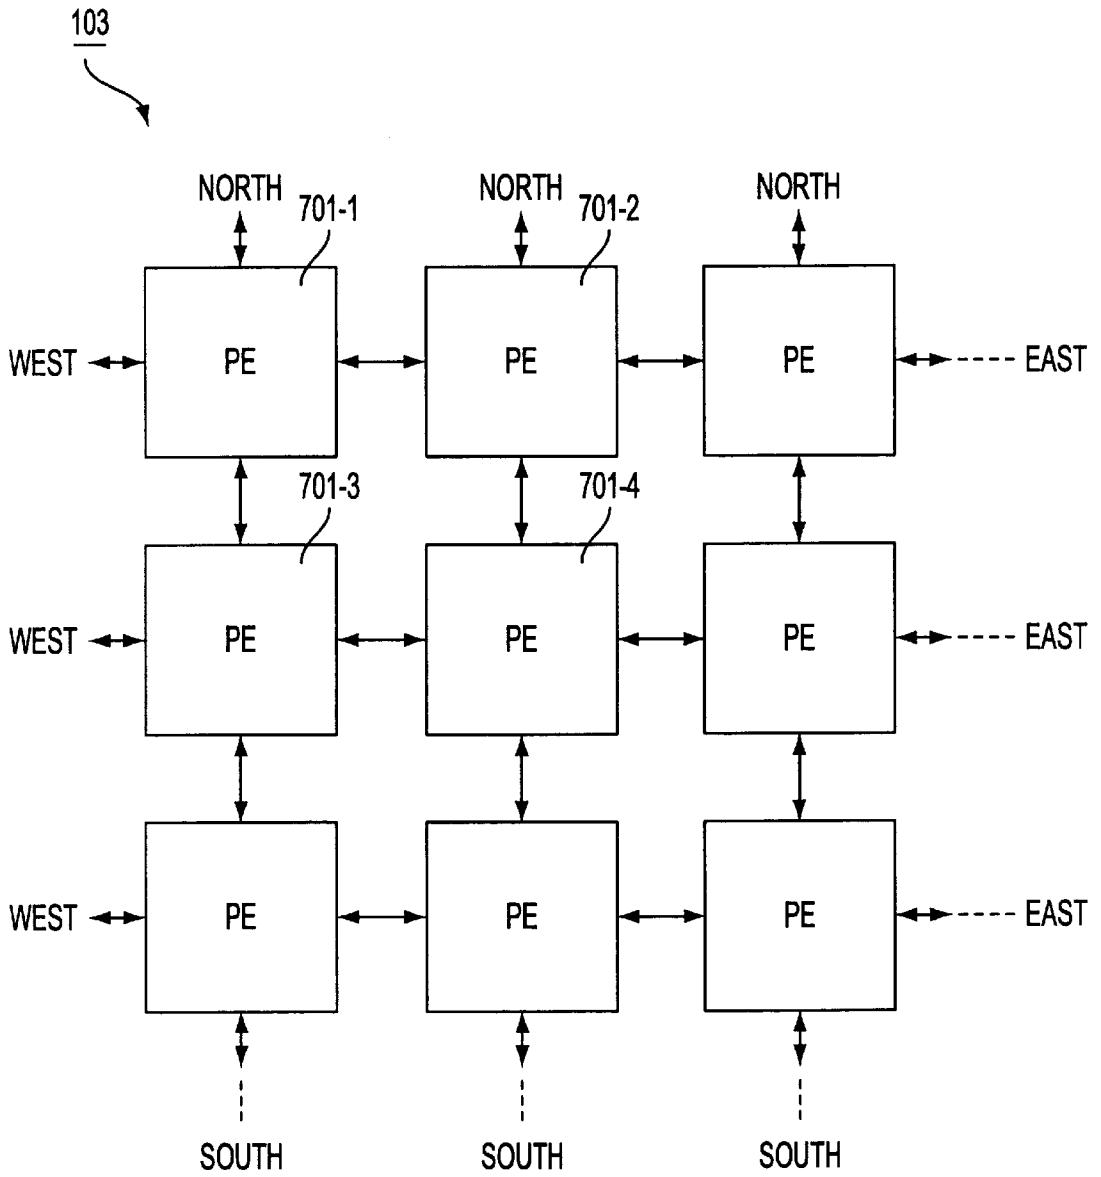 103
NORTH NORTH NORTH
701-1 701-2
WEST PE PE PE EAST
701-3 701-4
WEST PE PE PE EAST
WEST PE PE PE EAST
SOUTH SOUTH SOUTH